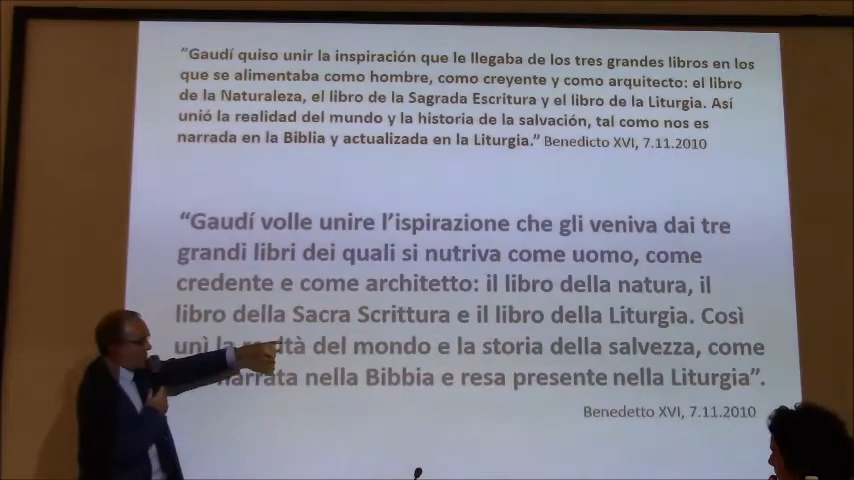 "Gaudí quiso unir la inspiración que le llegaba de los tres grandes libros en los
que se alimentaba como hombre, como creyente y como arquitecto: el libro
de la Naturaleza, el libro de la Sagrada Escritura y el libro de la Liturgia. Así
unió la realidad del mundo y la historia de la salvación, tal como nos es
narrada en la Biblia y actualizada en la Liturgia." Benedicto XVI, 7.11.2010
“Gaudí volle unire l’ispirazione che gli veniva dai tre
grandi libri dei quali si nutriva come uomo, come
credente e come architetto: il libro della natura, il
libro della Sacra Scrittura e il libro della Liturgia. Così
unì la del mondo e la storia della salvezza, come
narrata nella Bibbia e resa presente nella Liturgia”.
Benedetto XVI, 7.11.2010